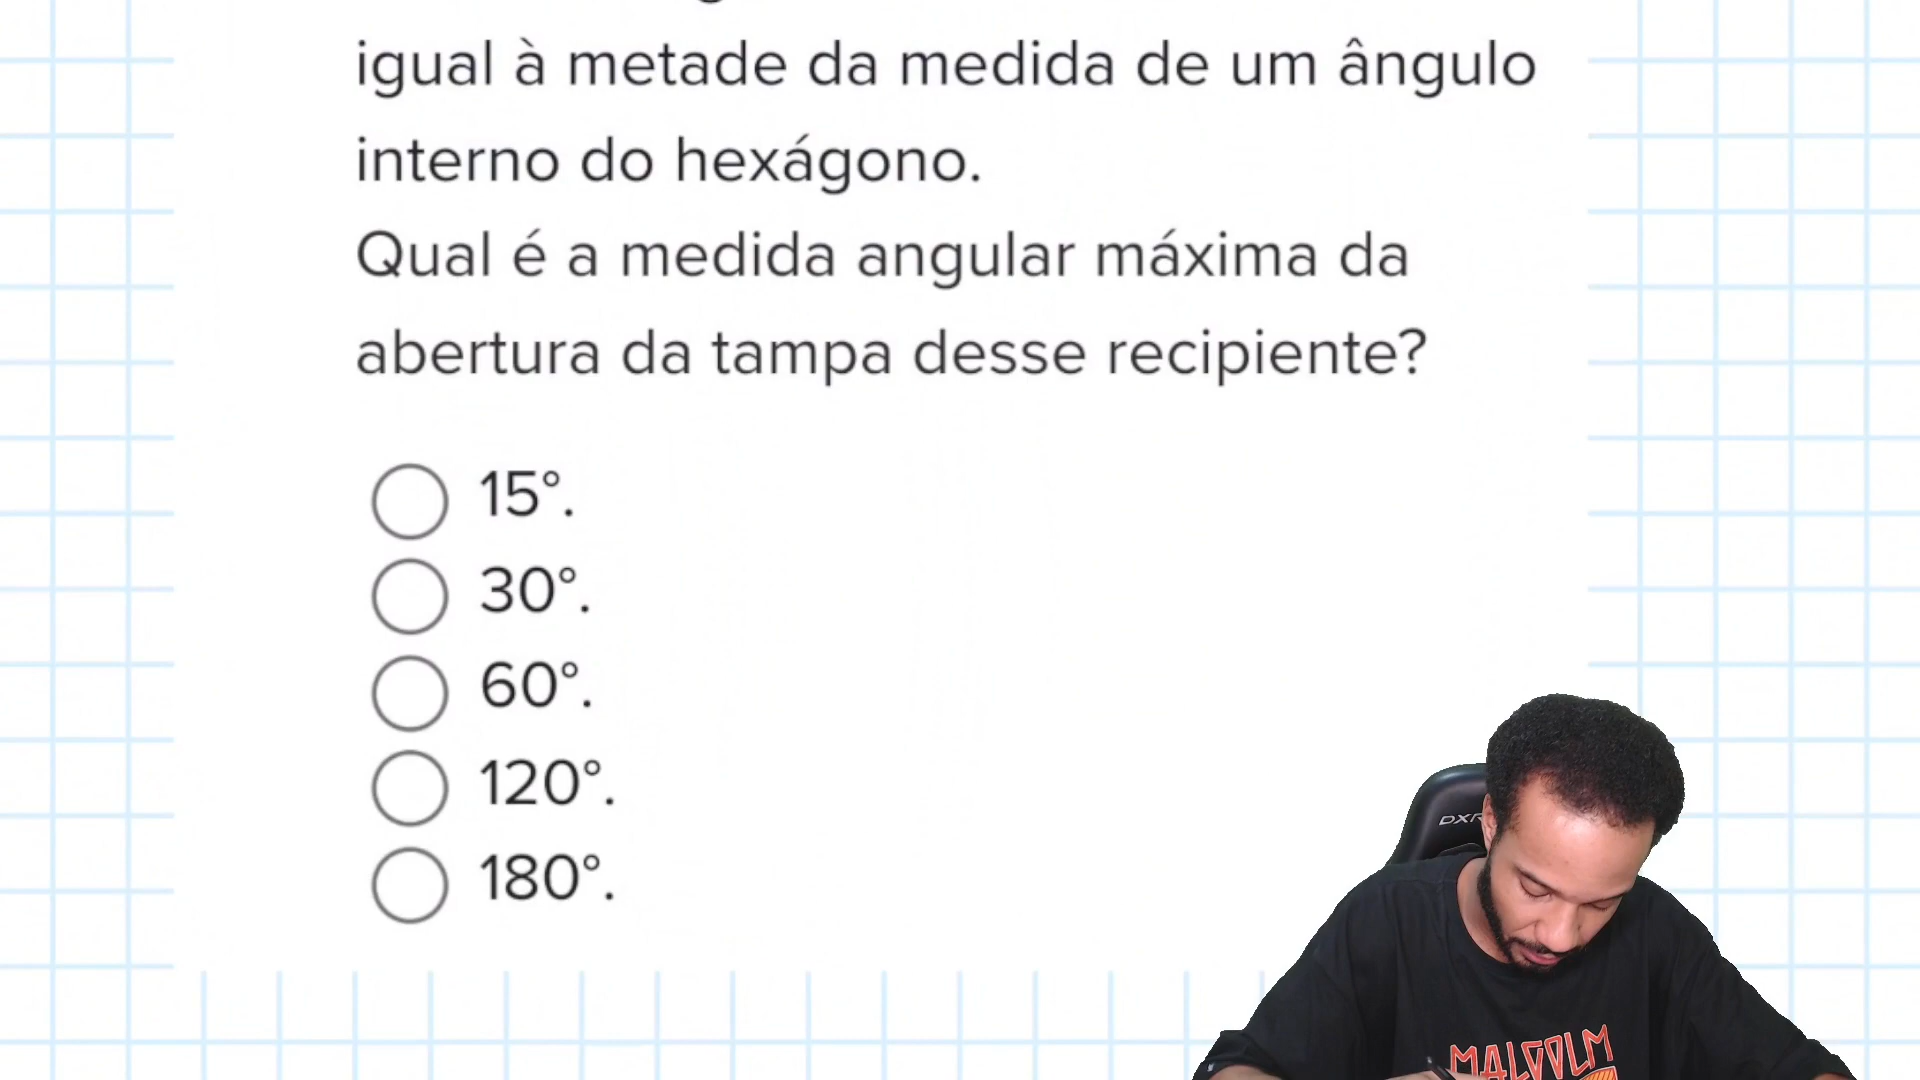 igual à metade da medida de um ângulo
interno do hexágono.
Qual é a medida angular máxima da
abertura da tampa desse recipiente?
15°.
30°.
60°.
120°.
180°.
MALCOLM